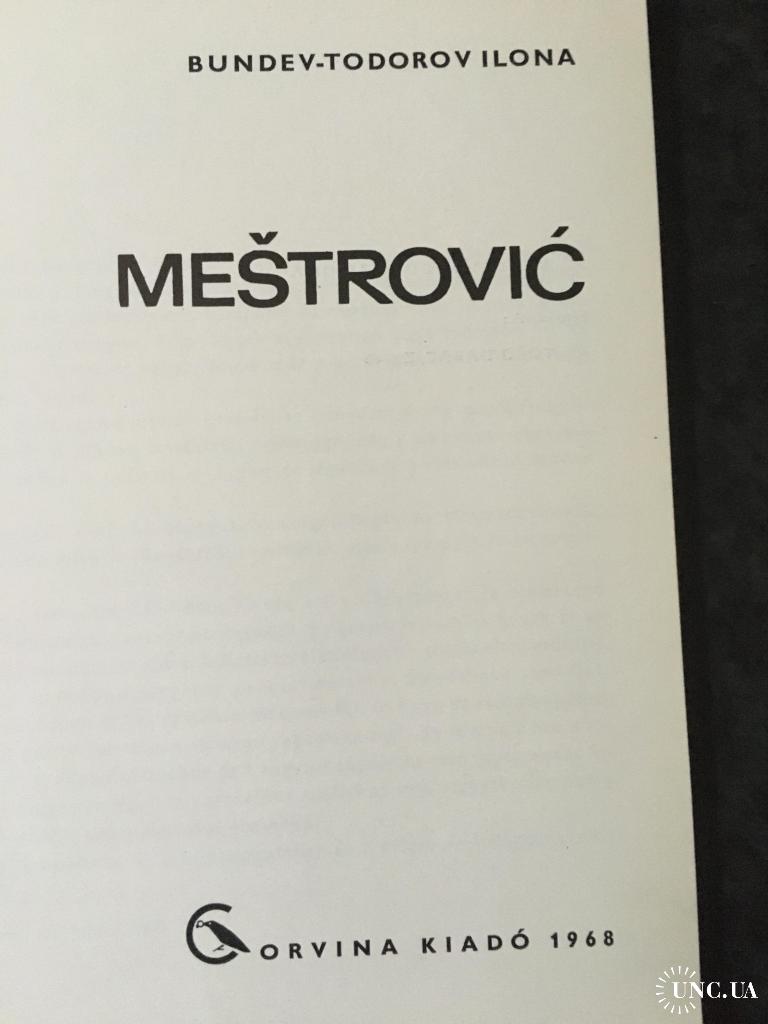 BUNDEV-TODOROV ILONA
MEŠTROVIĆ
CORVINA KIADÓ 1968
UNC.UA